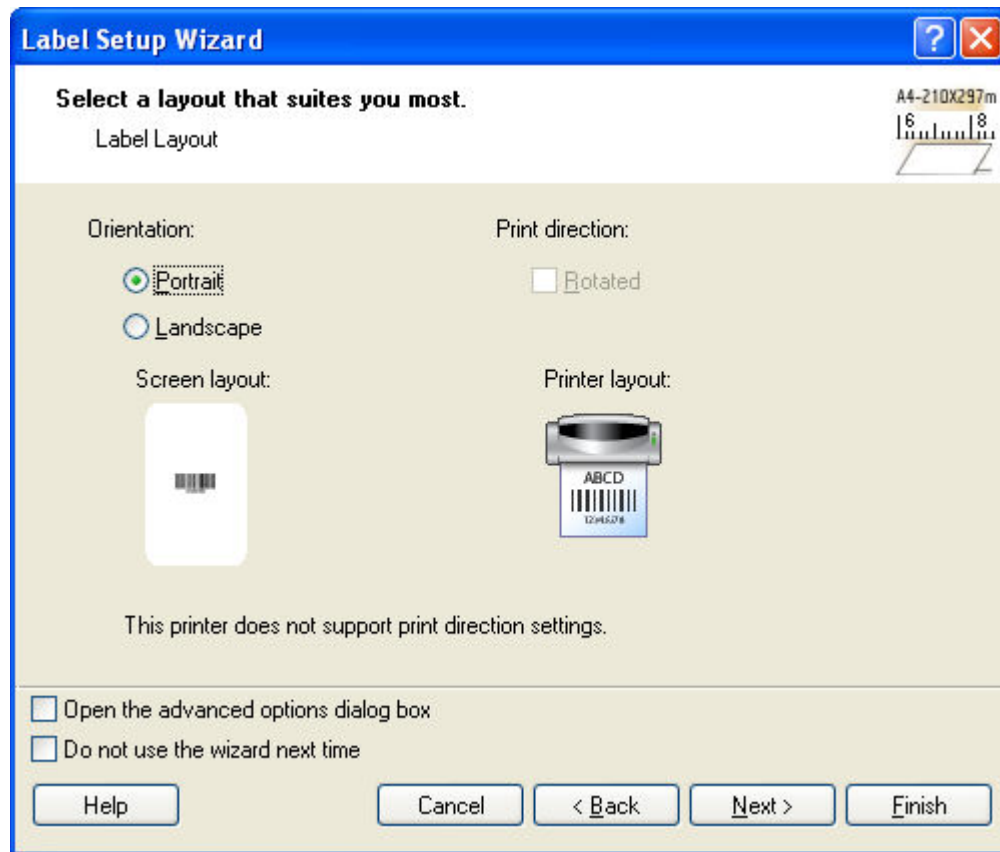 Label Setup Wizard
Select a layout that suites you most.
Label Layout
A4-210X297m
6 8
Orientation:
Print direction:
Portrait
Rotated
Landscape
Screen layout:
Printer layout:
ABCD
This printer does not support print direction settings.
Open the advanced options dialog box
Do not use the wizard next time
Help
Cancel
< Back
Next >
Finish